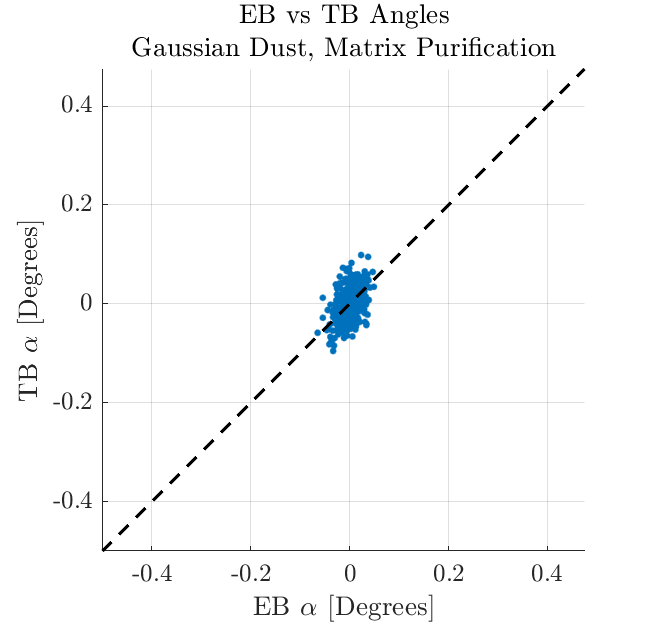 EB vs TB Angles
Gaussian Dust, Matrix Purification
0.4
0.2
0
-0.2
-0.4
TB α [Degrees]
-0.4 -0.2 0 0.2 0.4
EB α [Degrees]